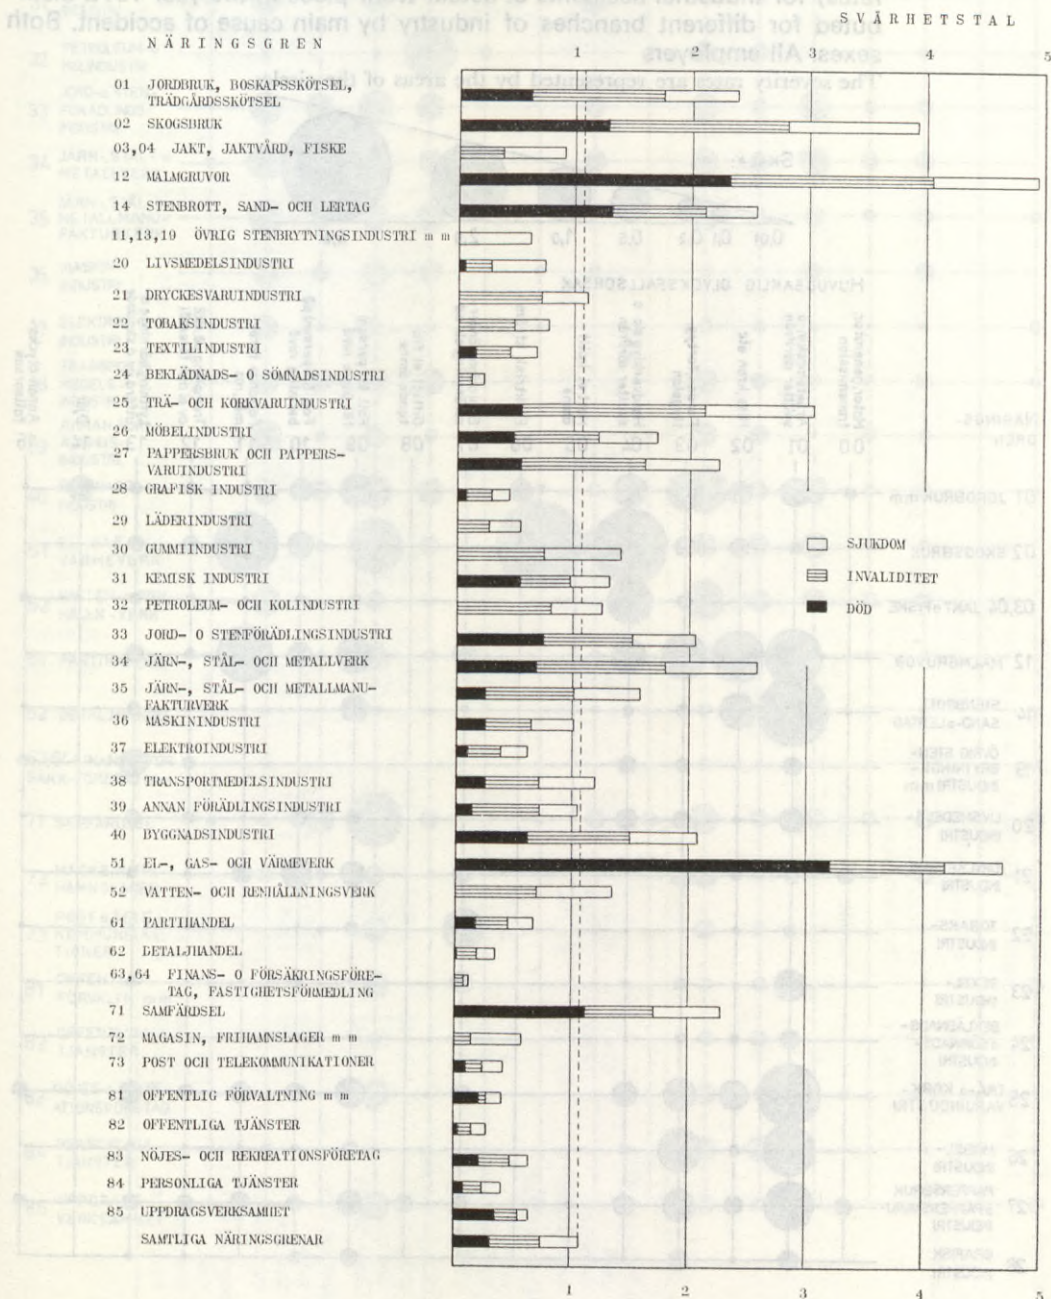 SVÅRHETSTAL
NÄRINGSGREN
1 2 3 4 5
01 JORDBRUK, BOSKAPSSKÖTSEL,
TRÄDGÅRDSSKÖTSEL
02 SKOGSBRUK
03,04 JAKT, JAKTVÅRD, FISKE
12 MALMGRUVOR
14 STENBROTT, SAND- OCH LERTAG
11,13,19 ÖVRIG STENBRYTNINGSINDUSTRI m m
20 LIVSMEDELSINDUSTRI
21 DRYCKESVARUINDUSTRI
22 TOBAKSINDUSTRI
23 TEXTILINDUSTRI
24 BEKLÄDNADS- O SÖMNADSINDUSTRI
25 TRÄ- OCH KORKVARUINDUSTRI
26 MÖBELINDUSTRI
27 PAPPERSBRUK OCH PAPPERS-
VARUINDUSTRI
28 GRAFISK INDUSTRI
29 LÄDERINDUSTRI
30 GUMMIINDUSTRI
SJUKDOM
31 KEMISK INDUSTRI
INVALIDITET
32 PETROLEUM- OCH KOLINDUSTRI
DÖD
33 JORD- O STENFÖRÄDLINGSINDUSTRI
34 JÄRN-, STÅL- OCH METALLVERK
35 JÄRN-, STÅL- OCH METALLMANU-
FAKTURVERK
36 MASKININDUSTRI
37 ELEKTROINDUSTRI
38 TRANSPORTMEDELSINDUSTRI
39 ANNAN FÖRÄDLINGSINDUSTRI
40 BYGGNADSINDUSTRI
51 EL-, GAS- OCH VÄRMEVERK
52 VATTEN- OCH RENHÅLLNINGSVERK
61 PARTIHANDEL
62 DETALJHANDEL
63,64 FINANS- O FÖRSÄKRINGSFÖRE-
TAG, FASTIGHETSFÖRMEDLING
71 SAMFÄRDSEL
72 MAGASIN, FRIHAMNSLAGER m m
73 POST OCH TELEKOMMUNIKATIONER
81 OFFENTLIG FÖRVALTNING m m
82 OFFENTLIGA TJÄNSTER
83 NÖJES- OCH REKREATIONSFÖRETAG
84 PERSONLIGA TJÄNSTER
85 UPPDRAGSVERKSAMHET
SAMTLIGA NÄRINGSGRENAR
1 2 3 4 5